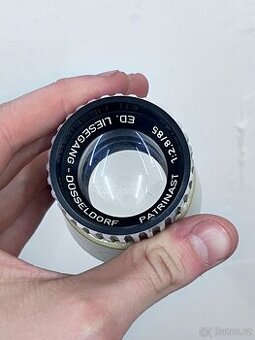 ED. LIESEGANG - DÜSSELDORF PATRINAST 1:2.8/85
Bazos.cz